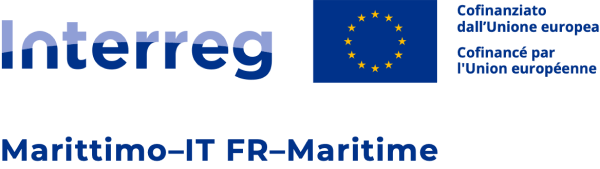 Interreg
Cofinanziato
dall’Unione europea
Cofinancé par
l'Union européenne
Marittimo–IT FR–Maritime